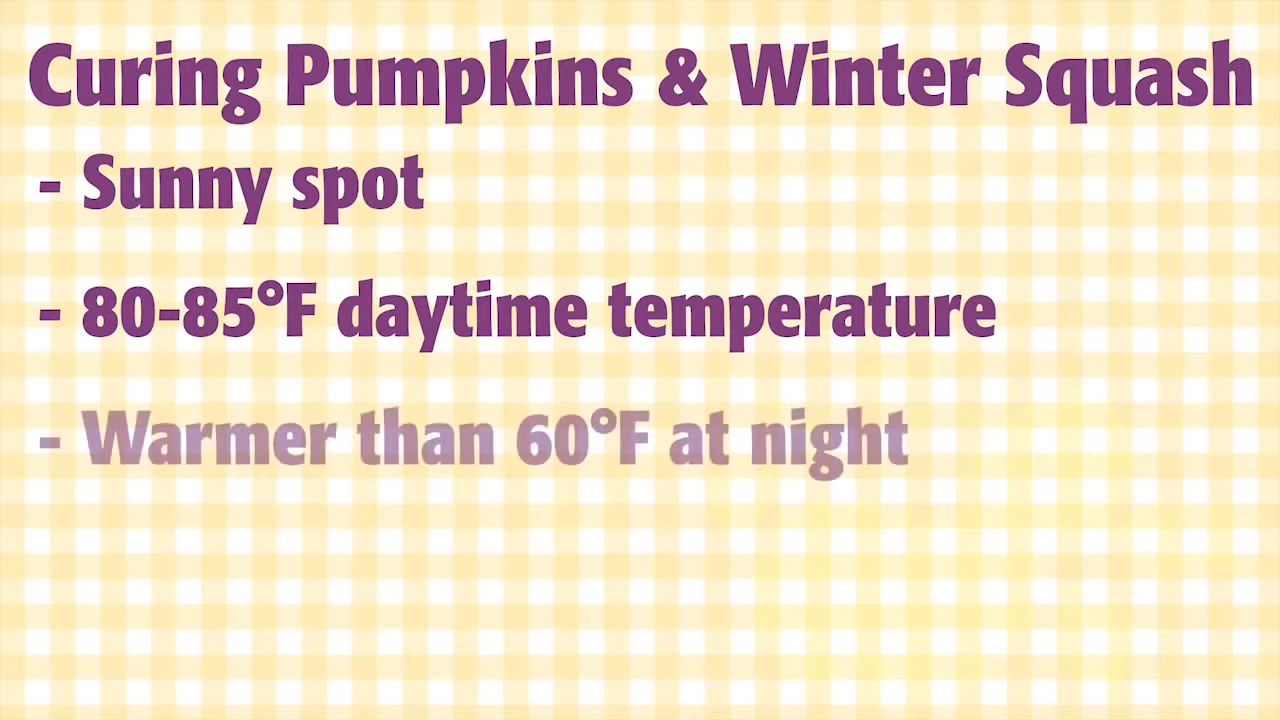 Curing Pumpkins & Winter Squash
- Sunny spot
- 80-85°F daytime temperature
- Warmer than 60°F at night